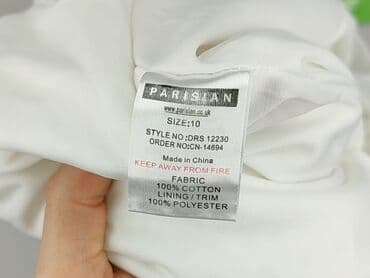 PARISIAN
www.parisian.co.uk
SIZE:10
STYLE NO:DRS 12230
ORDER NO:CN-14694
Made in China
KEEP AWAY FROM FIRE
FABRIC
100% COTTON
LINING / TRIM
100% POLYESTER